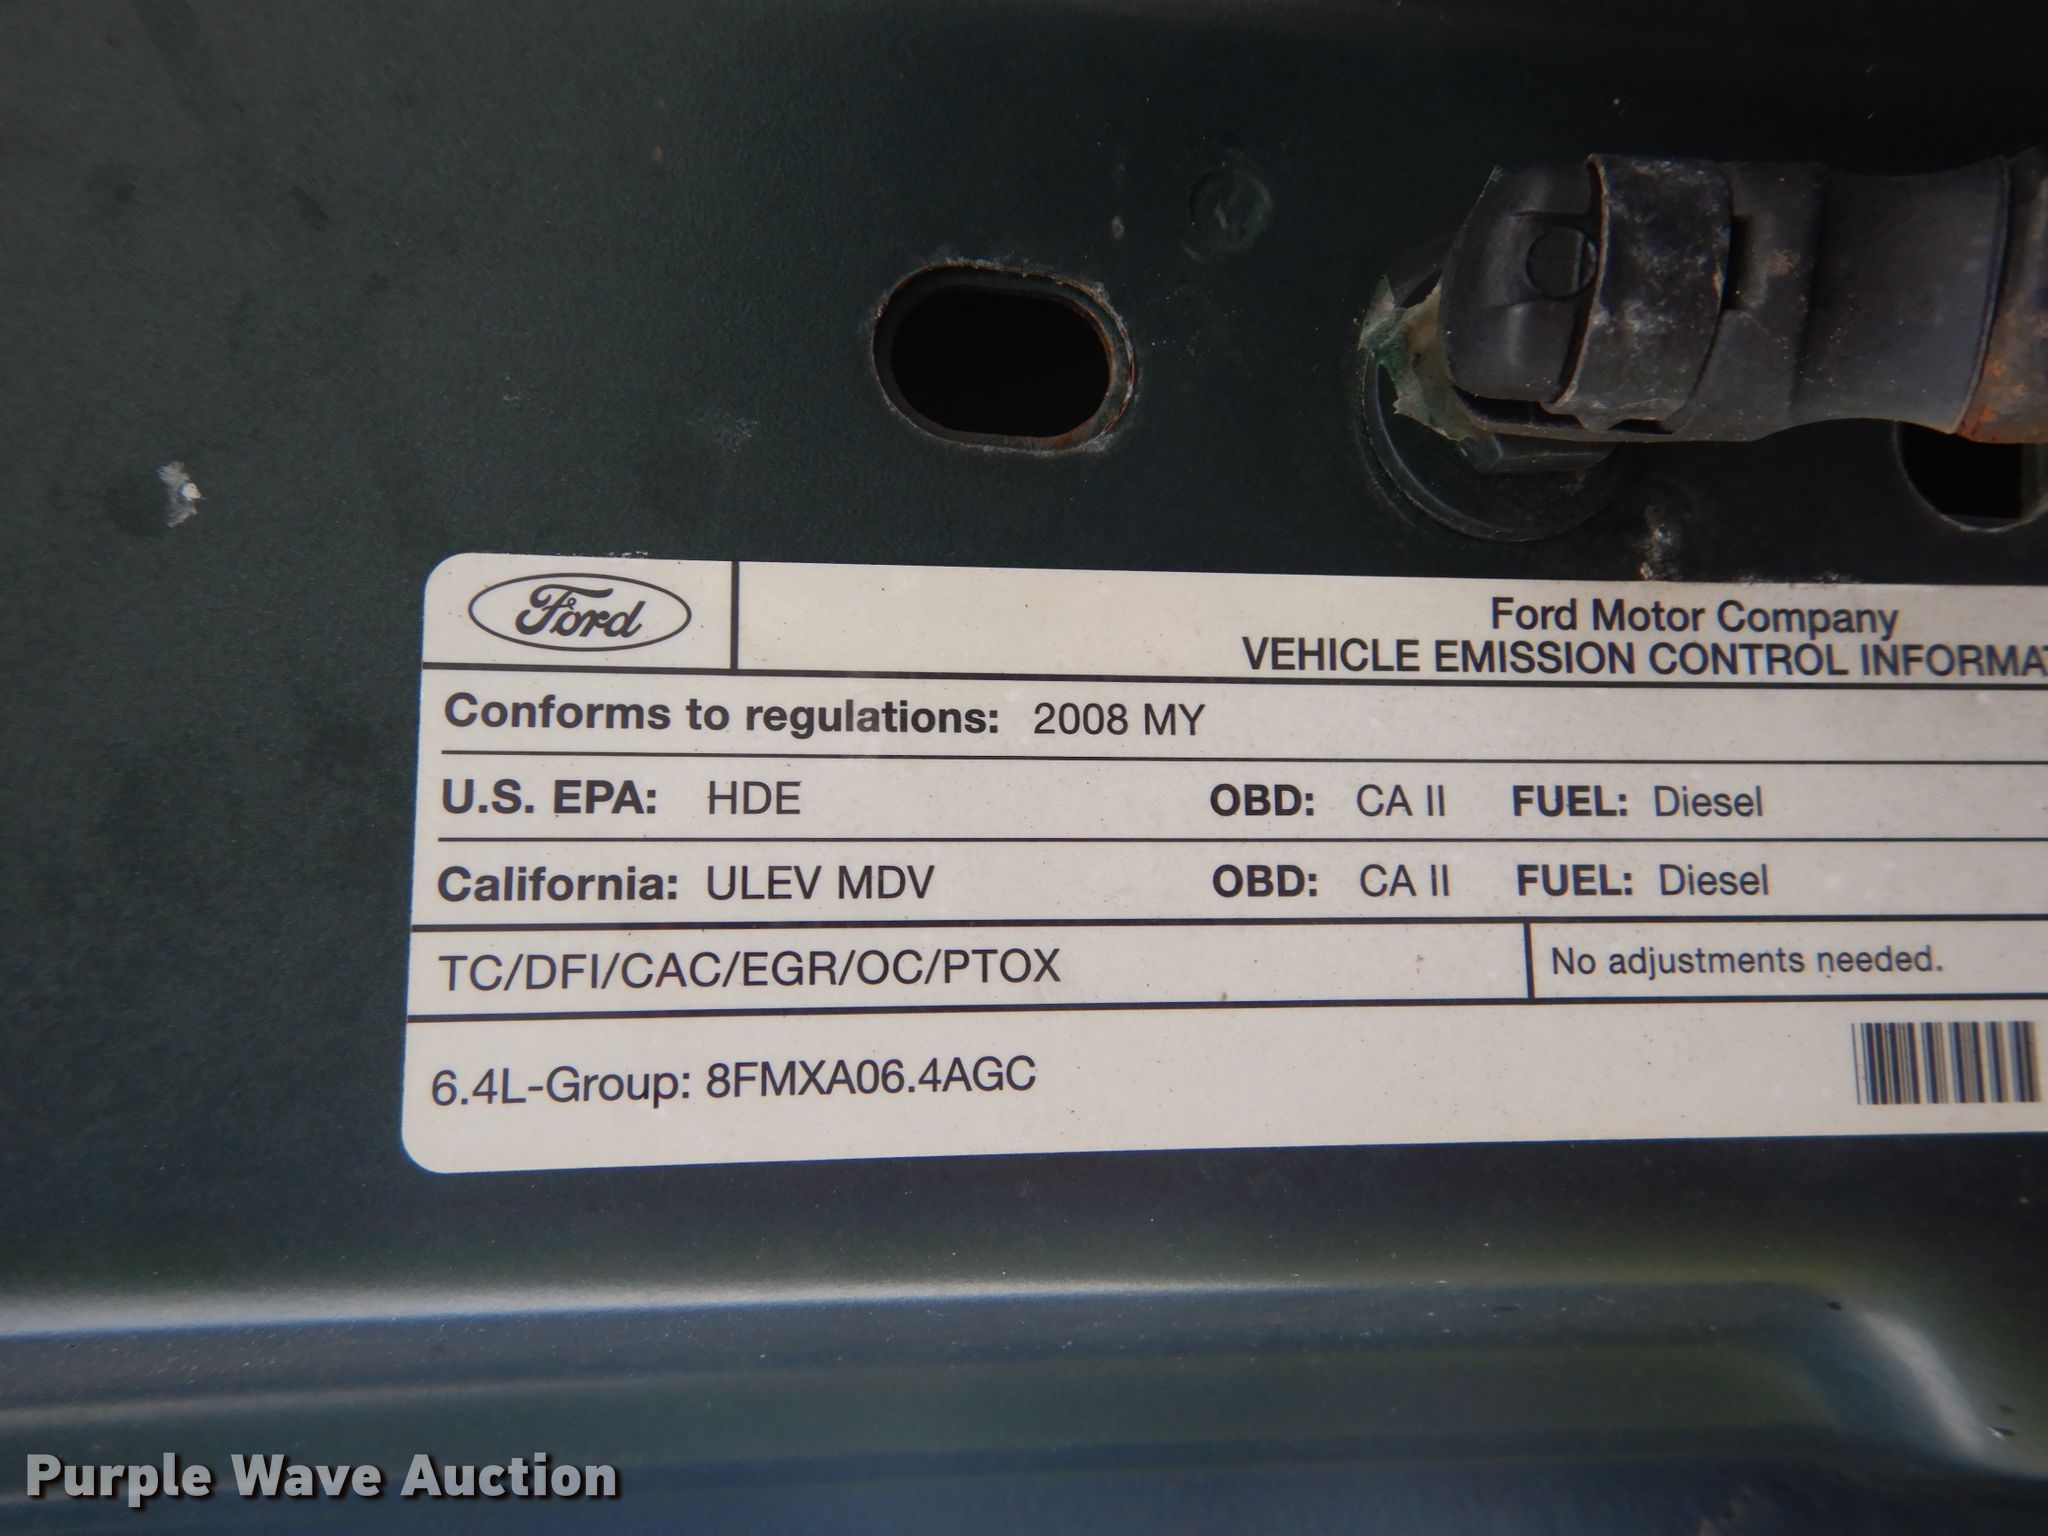 Ford
Ford Motor Company
VEHICLE EMISSION CONTROL INFORMAT
Conforms to regulations: 2008 MY
U.S. EPA: HDE OBD: CA II FUEL: Diesel
California: ULEV MDV OBD: CA II FUEL: Diesel
TC/DFI/CAC/EGR/OC/PTOX No adjustments needed.
6.4L-Group: 8FMXA06.4AGC
Purple Wave Auction